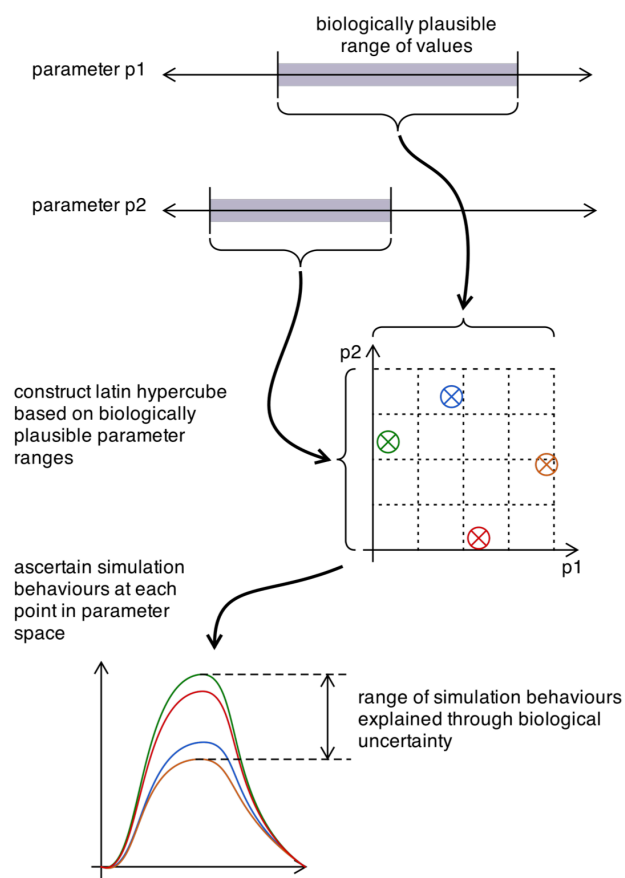 biologically plausible
range of values
parameter p1
parameter p2
p2
construct latin hypercube
based on biologically
plausible parameter
ranges
p1
ascertain simulation
behaviours at each
point in parameter
space
range of simulation behaviours
explained through biological
uncertainty